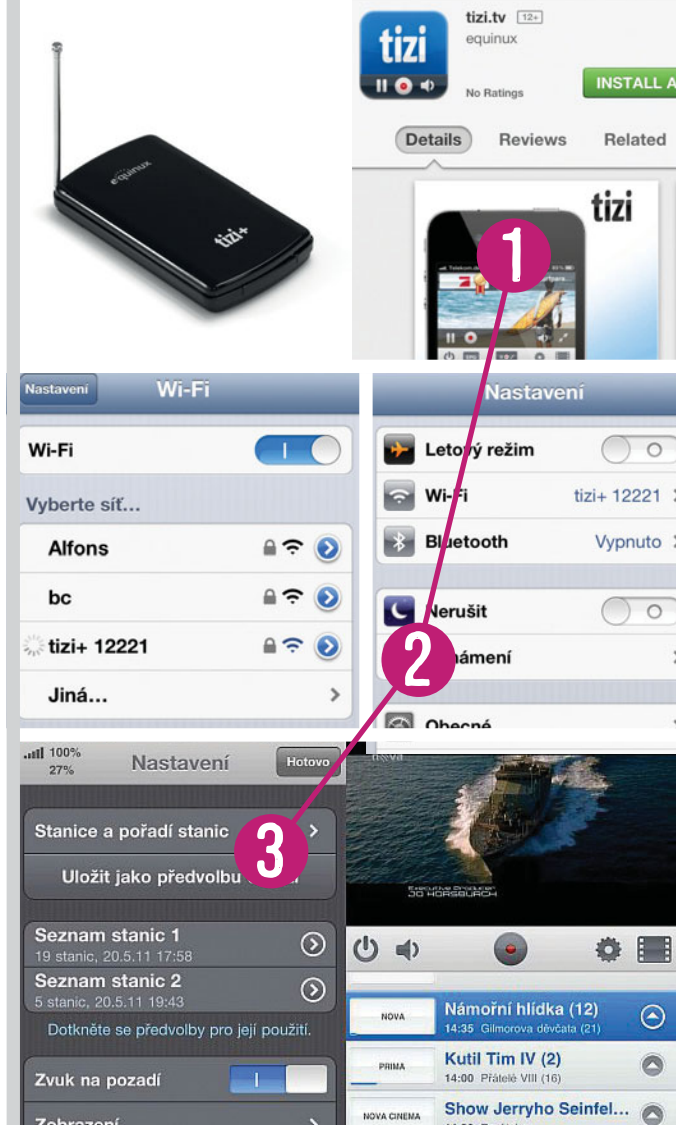 equinux
tizi+
tizi
tizi.tv 12+
equinux
No Ratings
INSTALL A
Details Reviews Related
tizi
1
Nastavení Wi-Fi
Wi-Fi
Vyberte síť...
Alfons
bc
tizi+ 12221
Jiná...
Nastavení
Letový režim
Wi-Fi tizi+ 12221
Bluetooth Vypnuto
Nerušit
2
námení
Obecné
100%
27%
Nastavení Hotovo
Stanice a pořadí stanic
3
Uložit jako předvolbu
Seznam stanic 1
19 stanic, 20.5.11 17:58
Seznam stanic 2
5 stanic, 20.5.11 19:43
Dotkněte se předvolby pro její použití.
Zvuk na pozadí
Zobrazení
nova
Executive Producer
JO HORSBURGH
NOVA
Námořní hlídka (12)
14:35 Gilmorova děvčata (21)
PRIMA
Kutil Tim IV (2)
14:00 Přátelé VIII (16)
NOVA CINEMA
Show Jerryho Seinfel...